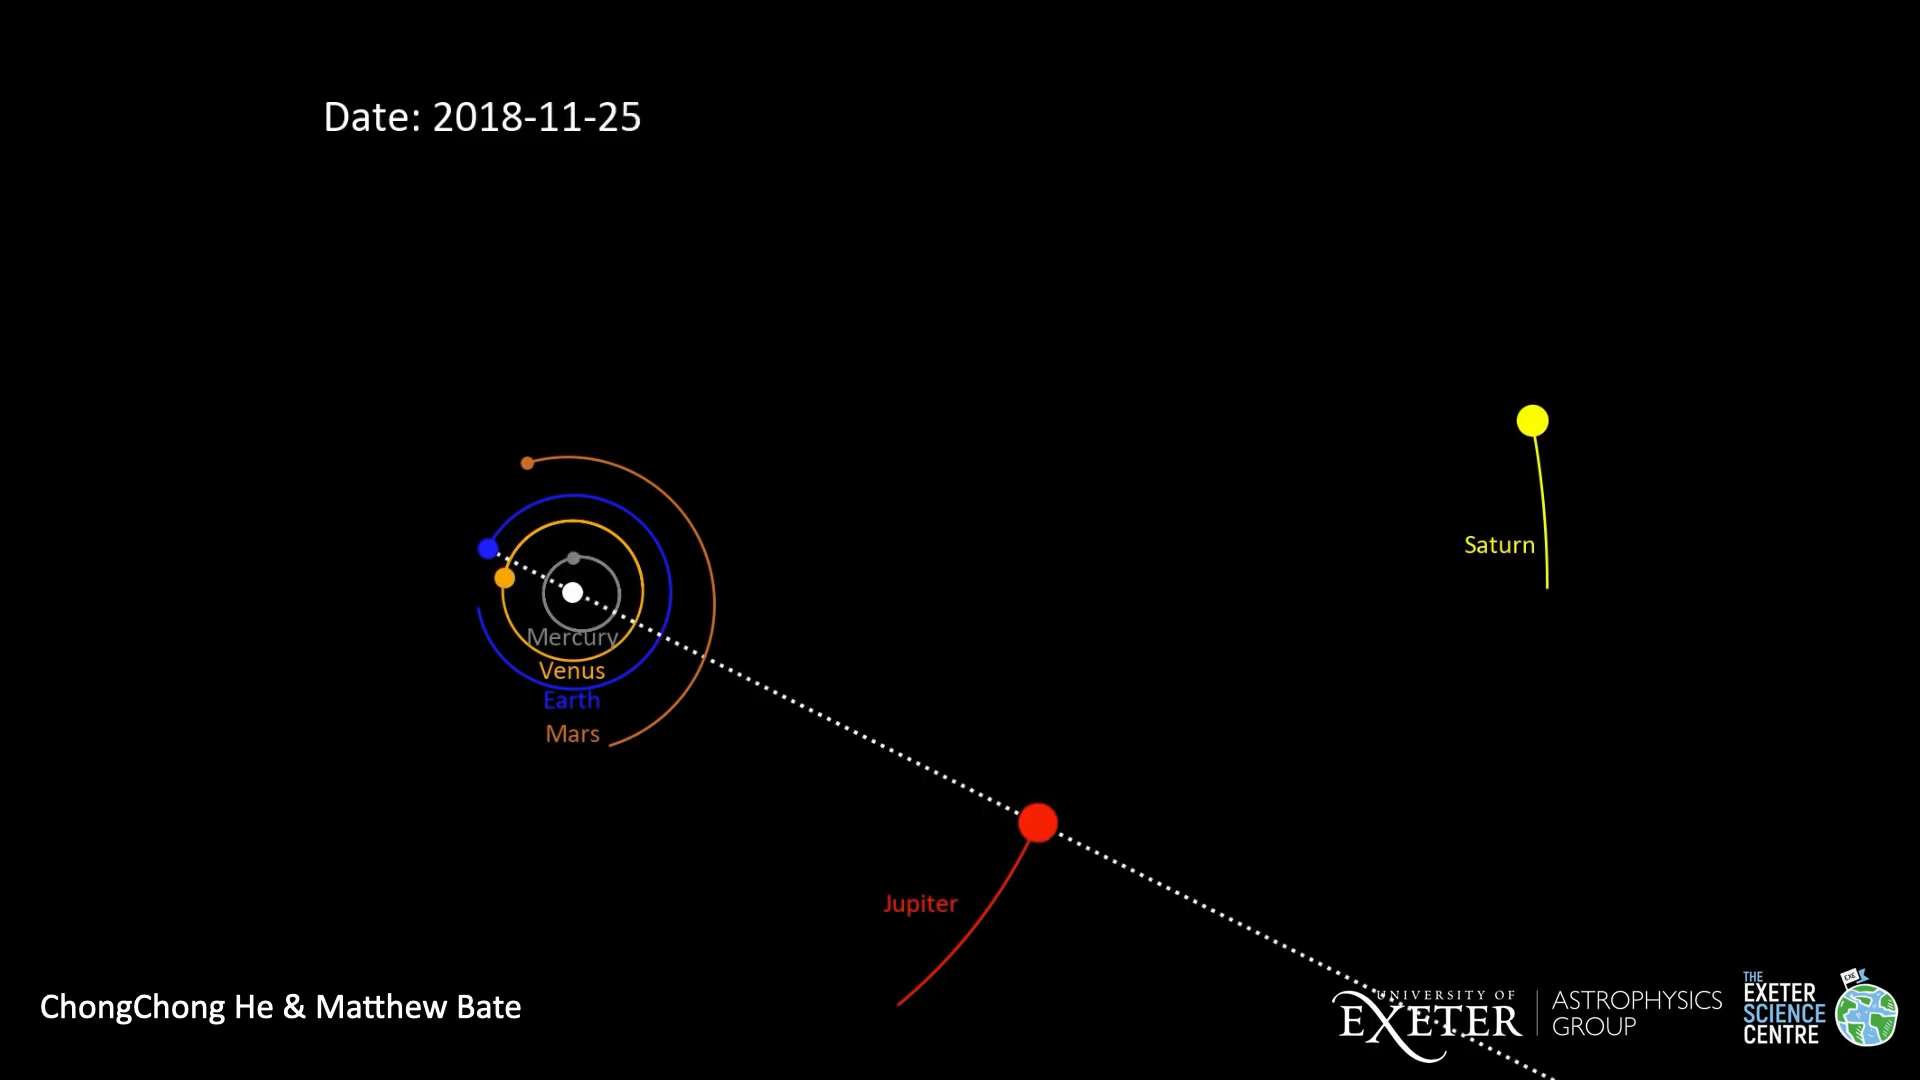 Date: 2018-11-25
Saturn
Mercury
Venus
Earth
Mars
Jupiter
ChongChong He & Matthew Bate
UNIVERSITY OF
EXETER
ASTROPHYSICS
GROUP
THE
EXETER
SCIENCE
CENTRE
EXE